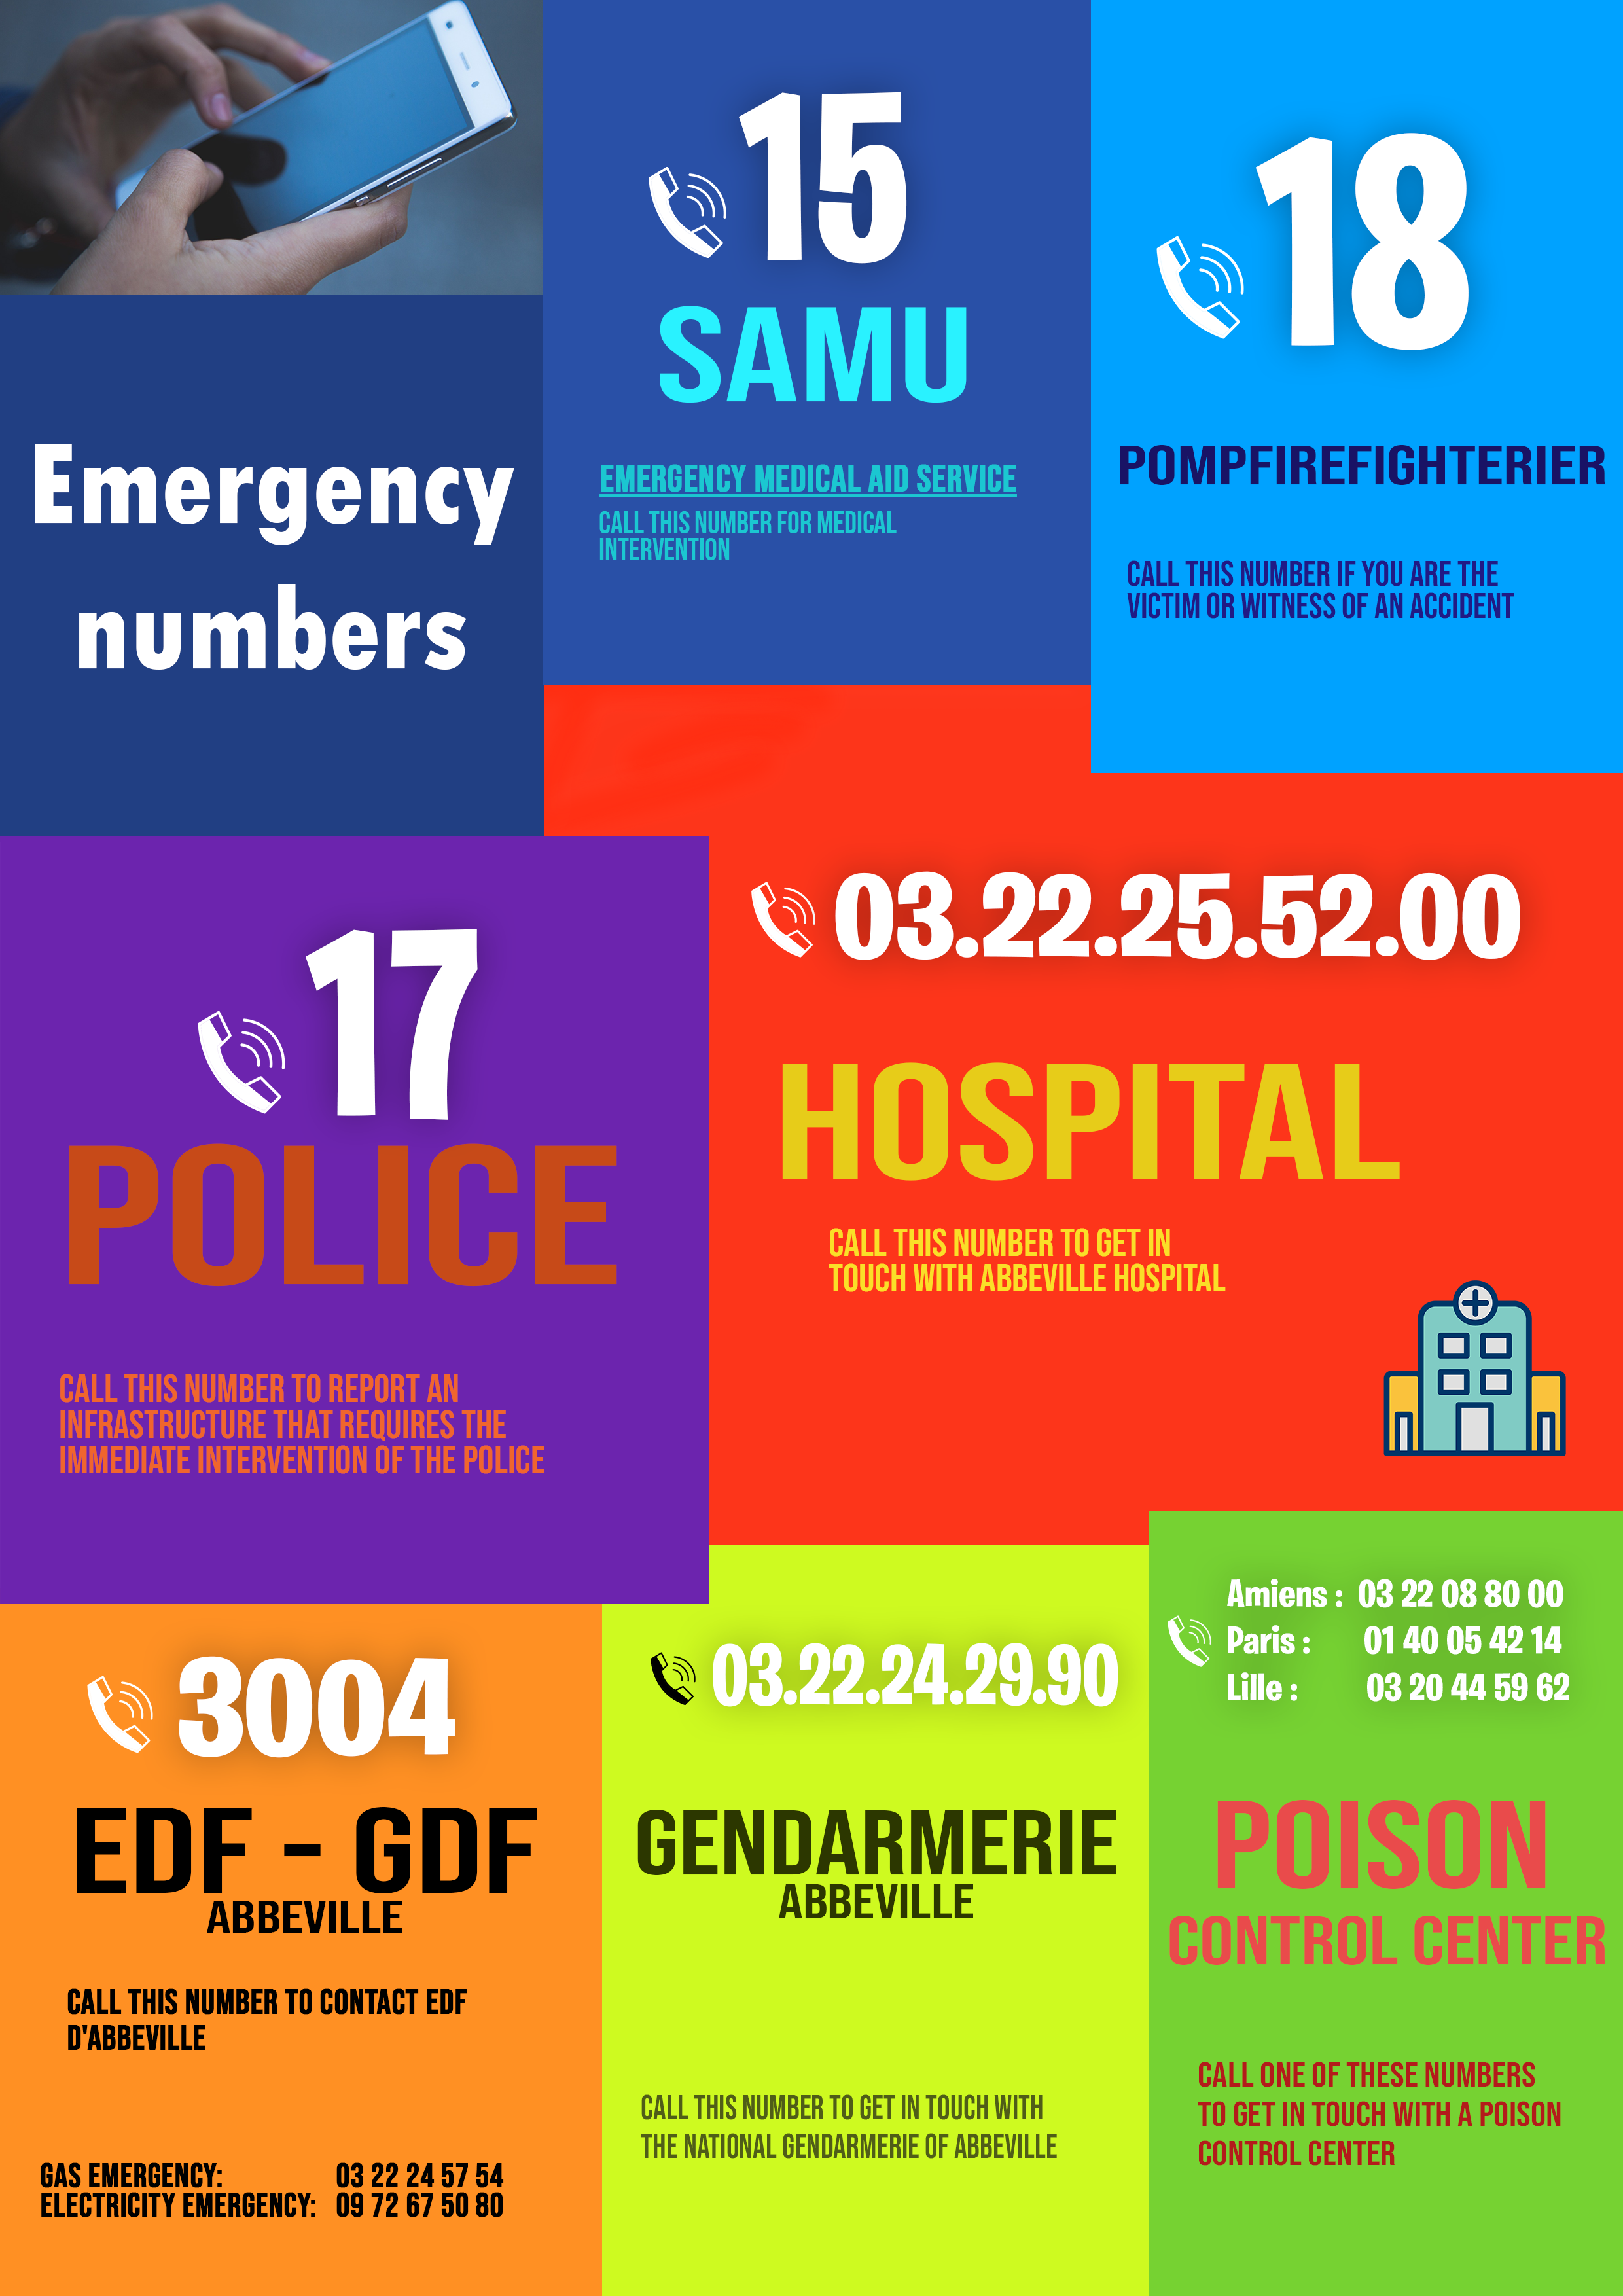 Emergency
numbers
15
SAMU
EMERGENCY MEDICAL AID SERVICE
CALL THIS NUMBER FOR MEDICAL
INTERVENTION
18
POMPFIREFIGHTERIER
CALL THIS NUMBER IF YOU ARE THE
VICTIM OR WITNESS OF AN ACCIDENT
17
POLICE
CALL THIS NUMBER TO REPORT AN
INFRASTRUCTURE THAT REQUIRES THE
IMMEDIATE INTERVENTION OF THE POLICE
03.22.25.52.00
HOSPITAL
CALL THIS NUMBER TO GET IN
TOUCH WITH ABBEVILLE HOSPITAL
3004
EDF - GDF
ABBEVILLE
CALL THIS NUMBER TO CONTACT EDF
D'ABBEVILLE
GAS EMERGENCY: 03 22 24 57 54
ELECTRICITY EMERGENCY: 09 72 67 50 80
03.22.24.29.90
GENDARMERIE
ABBEVILLE
CALL THIS NUMBER TO GET IN TOUCH WITH
THE NATIONAL GENDARMERIE OF ABBEVILLE
Amiens : 03 22 08 80 00
Paris : 01 40 05 42 14
Lille : 03 20 44 59 62
POISON
CONTROL CENTER
CALL ONE OF THESE NUMBERS
TO GET IN TOUCH WITH A POISON
CONTROL CENTER